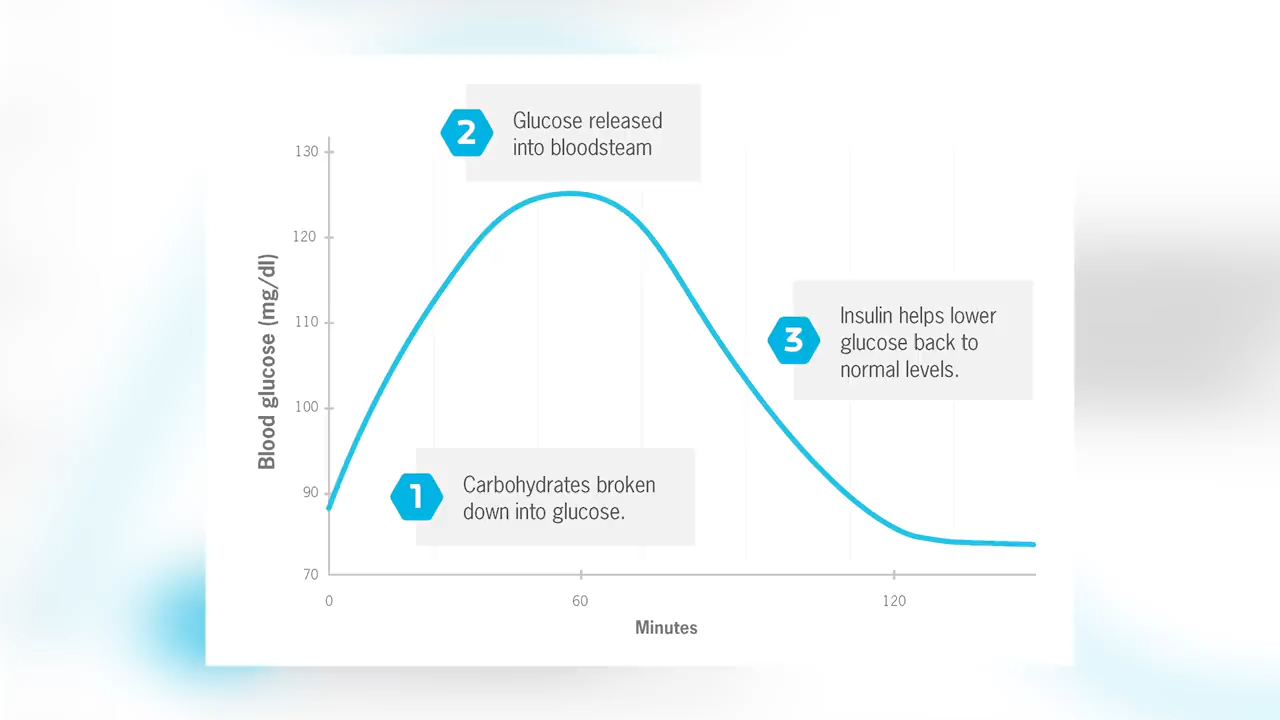 2
Glucose released
into bloodsteam
130
120
110
100
90
70
Blood glucose (mg/dl)
3
Insulin helps lower
glucose back to
normal levels.
1
Carbohydrates broken
down into glucose.
0
60
120
Minutes